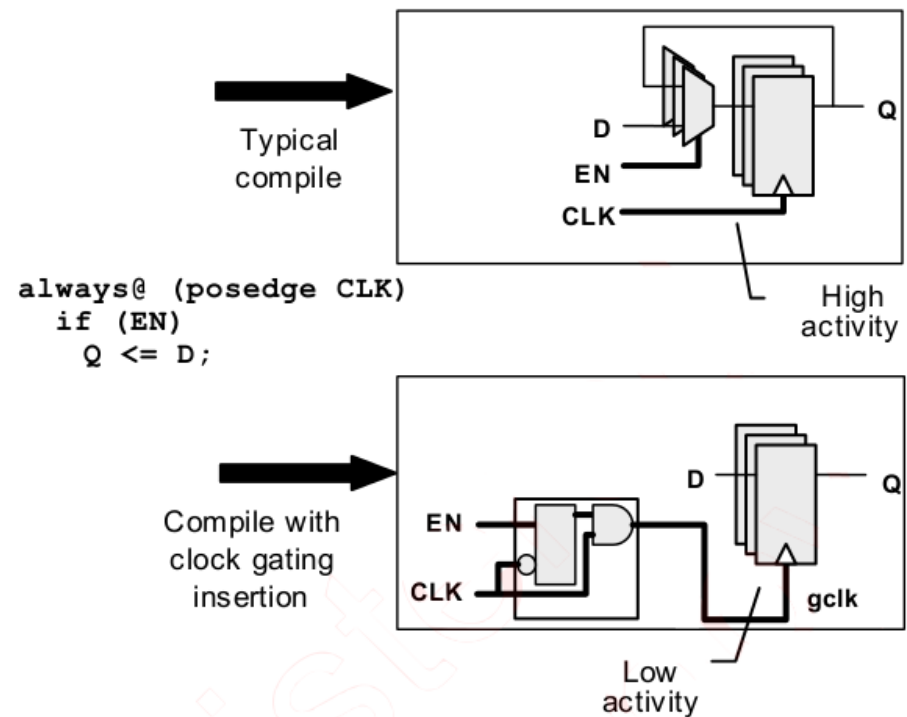 Typical
compile
D
EN
CLK
Q
High
activity
always@ (posedge CLK)
if (EN)
Q <= D;
Compile with
clock gating
insertion
EN
CLK
D
Q
gclk
Low
activity